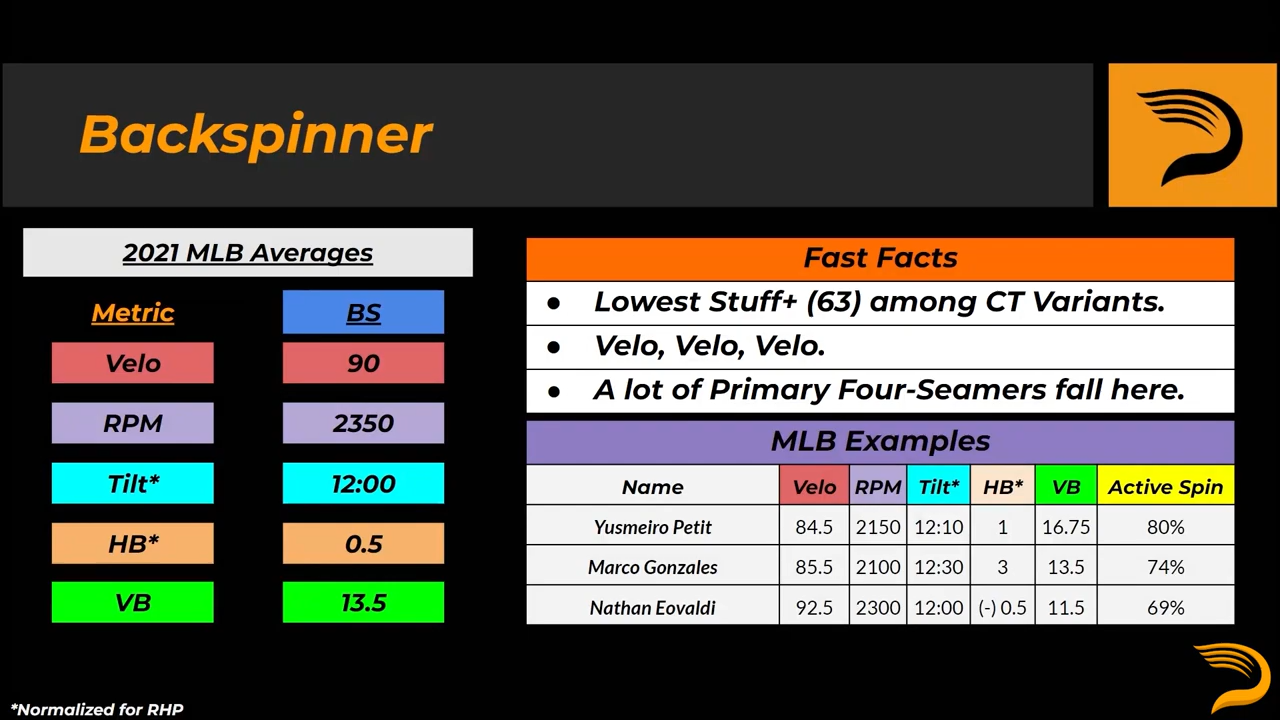 Backspinner
2021 MLB Averages
Metric BS
Velo 90
RPM 2350
Tilt* 12:00
HB* 0.5
VB 13.5
Fast Facts
● Lowest Stuff+ (63) among CT Variants.
● Velo, Velo, Velo.
● A lot of Primary Four-Seamers fall here.
MLB Examples
Name Velo RPM Tilt* HB* VB Active Spin
Yusmeiro Petit 84.5 2150 12:10 1 16.75 80%
Marco Gonzales 85.5 2100 12:30 3 13.5 74%
Nathan Eovaldi 92.5 2300 12:00 (-) 0.5 11.5 69%
*Normalized for RHP